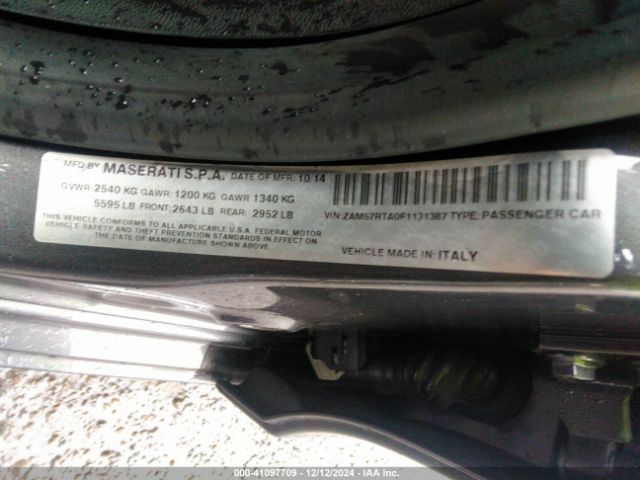 MFD BY MASERATI S.P.A. DATE OF MFR: 10 14
GVWR: 2540 KG GAWR: 1200 KG GAWR 1340 KG
5595 LB FRONT: 2643 LB REAR: 2952 LB
THIS VEHICLE CONFORMS TO ALL APPLICABLE U.S.A. FEDERAL MOTOR
VEHICLE SAFETY AND THEFT PREVENTION STANDARDS IN EFFECT ON
THE DATE OF MANUFACTURE SHOWN ABOVE
VIN: ZAM57RTA0F1131387 TYPE: PASSENGER CAR
VEHICLE MADE IN: ITALY
000-41097709 - 12/12/2024 - IAA Inc.